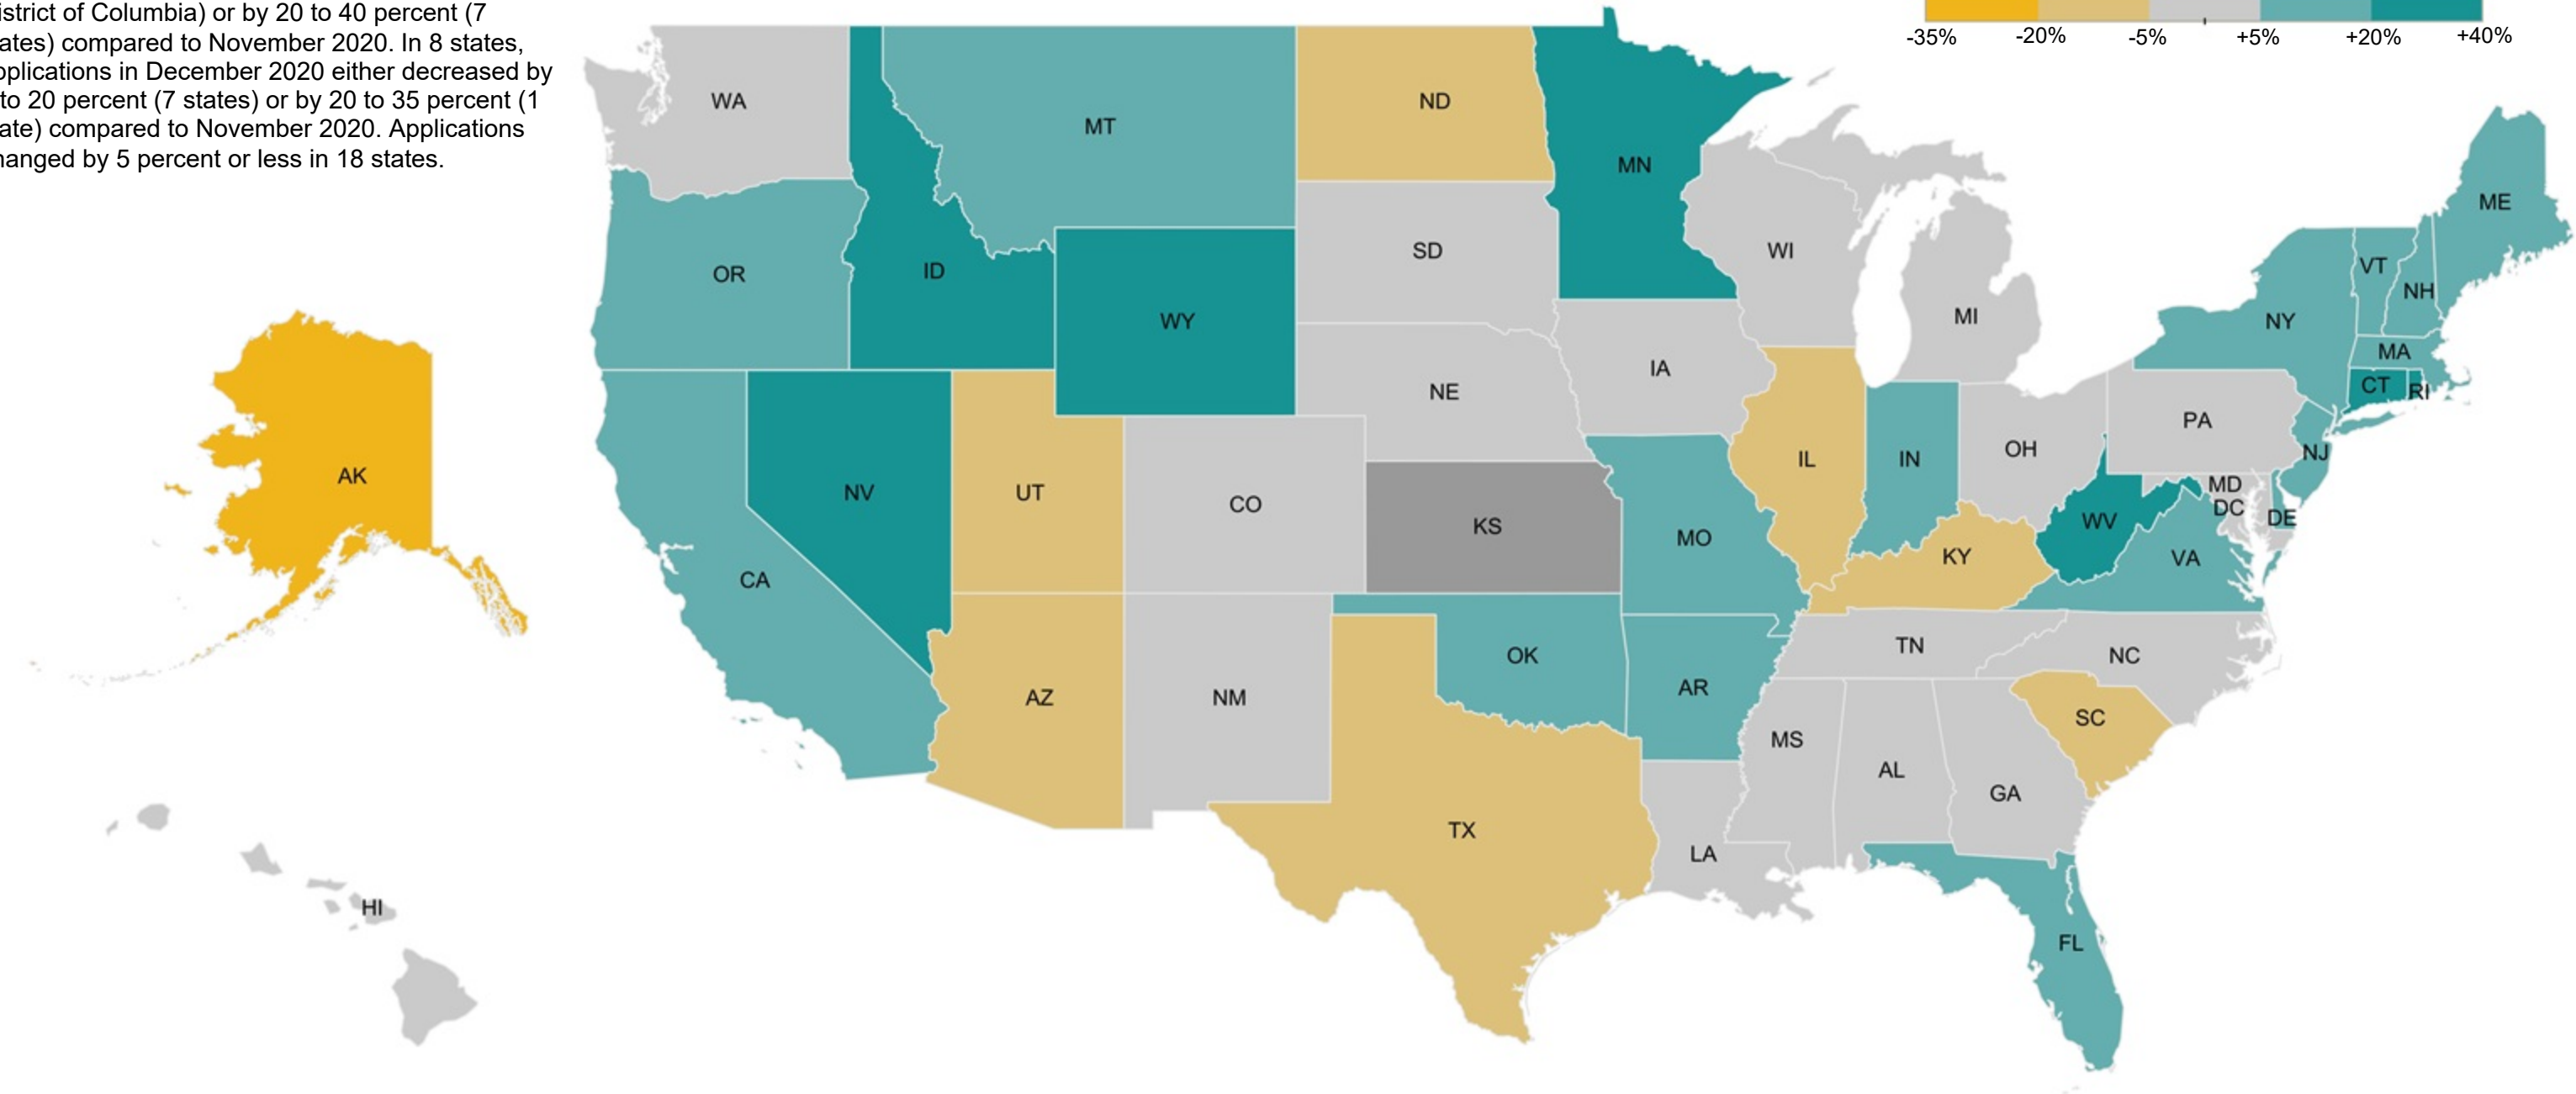 istrict of Columbia) or by 20 to 40 percent (7
ates) compared to November 2020. In 8 states,
pplications in December 2020 either decreased by
to 20 percent (7 states) or by 20 to 35 percent (1
ate) compared to November 2020. Applications
hanged by 5 percent or less in 18 states.
-35% -20% -5% +5% +20% +40%
WA
MT
ND
MN
ME
OR
ID
WY
SD
WI
MI
VT
NH
NY
MA
CT
RI
NE
IA
PA
NJ
AK
NV
UT
CO
KS
MO
IL
IN
OH
WV
MD
DC
DE
VA
CA
KY
AZ
NM
OK
AR
TN
NC
SC
MS
AL
GA
TX
LA
HI
FL